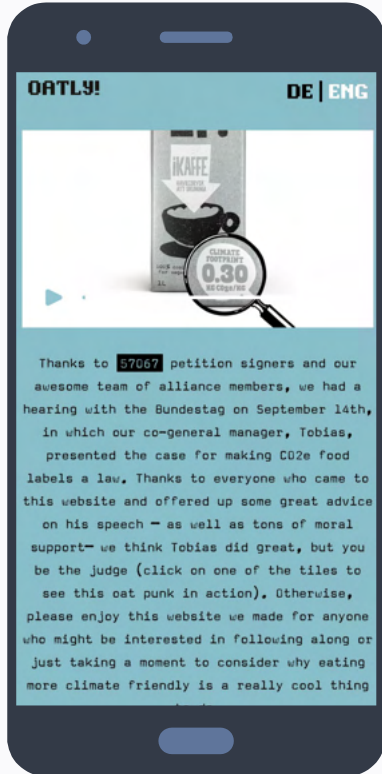 OATLY!
DE | ENG
iKAFFE
CLIMATE
FOOTPRINT
0.30
KG CO2e/KG
1L
Thanks to 57067 petition signers and our
awesome team of alliance members, we had a
hearing with the Bundestag on September 14th,
in which our co-general manager, Tobias,
presented the case for making CO2e food
labels a law. Thanks to everyone who came to
this website and offered up some great advice
on his speech — as well as tons of moral
support— we think Tobias did great, but you
be the judge (click on one of the tiles to
see this oat punk in action). Otherwise,
please enjoy this website we made for anyone
who might be interested in following along or
just taking a moment to consider why eating
more climate friendly is a really cool thing